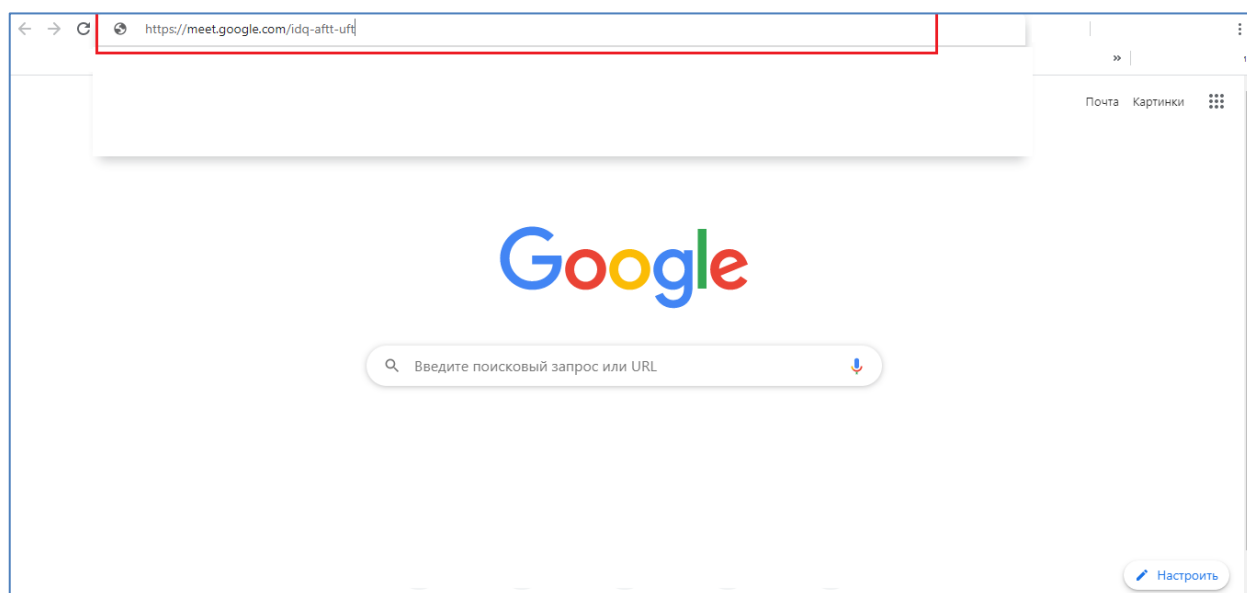 https://meet.google.com/idq-aftt-uft
»
Почта Картинки
Google
Введите поисковый запрос или URL
Настроить